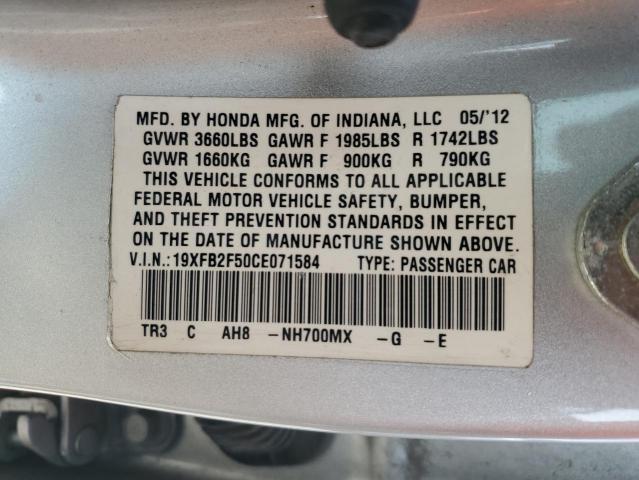 MFD. BY HONDA MFG. OF INDIANA, LLC 05/'12
GVWR 3660LBS GAWR F 1985LBS R 1742LBS
GVWR 1660KG GAWR F 900KG R 790KG
THIS VEHICLE CONFORMS TO ALL APPLICABLE
FEDERAL MOTOR VEHICLE SAFETY, BUMPER,
AND THEFT PREVENTION STANDARDS IN EFFECT
ON THE DATE OF MANUFACTURE SHOWN ABOVE.
V.I.N.:19XFB2F50CE071584 TYPE: PASSENGER CAR
TR3 C AH8 -NH700MX -G -E